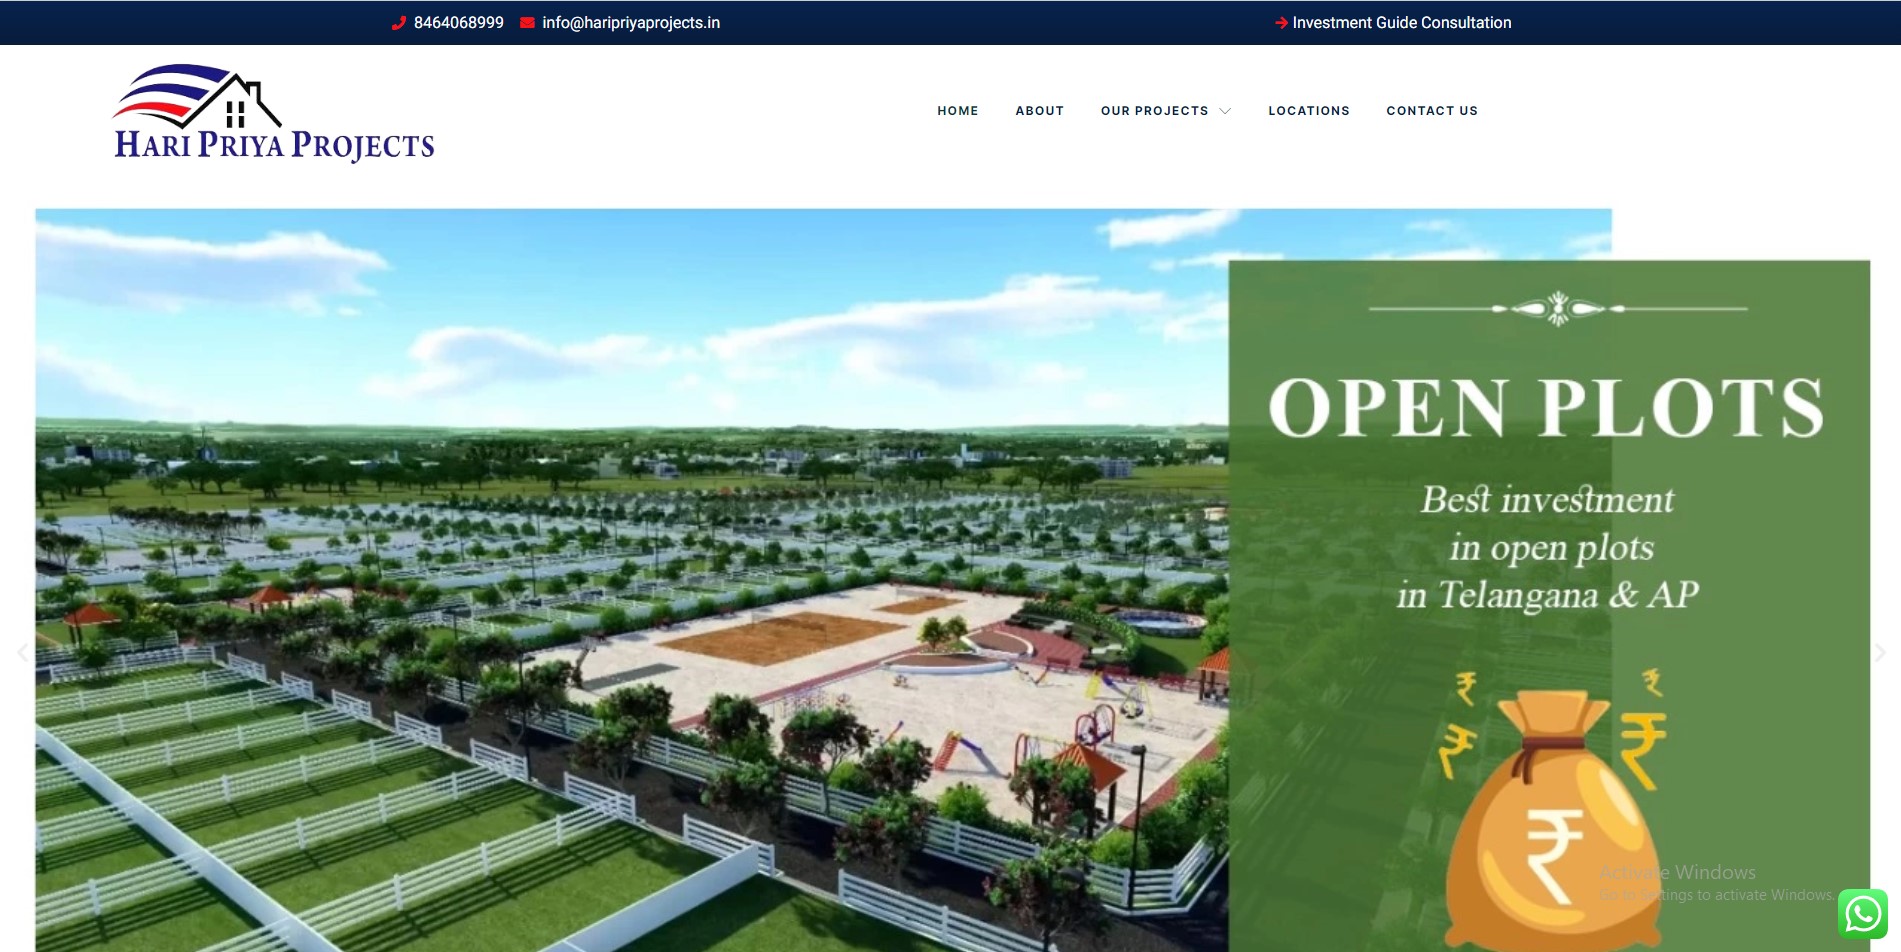 8464068999 info@haripriyaprojects.in Investment Guide Consultation
HARI PRIYA PROJECTS
HOME ABOUT OUR PROJECTS LOCATIONS CONTACT US
OPEN PLOTS
Best investment
in open plots
in Telangana & AP
₹ ₹
₹ ₹
₹
Activate Windows
Go to Settings to activate Windows.